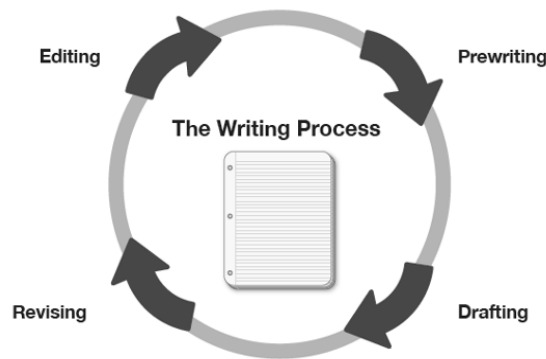 Editing
Prewriting
The Writing Process
Revising
Drafting